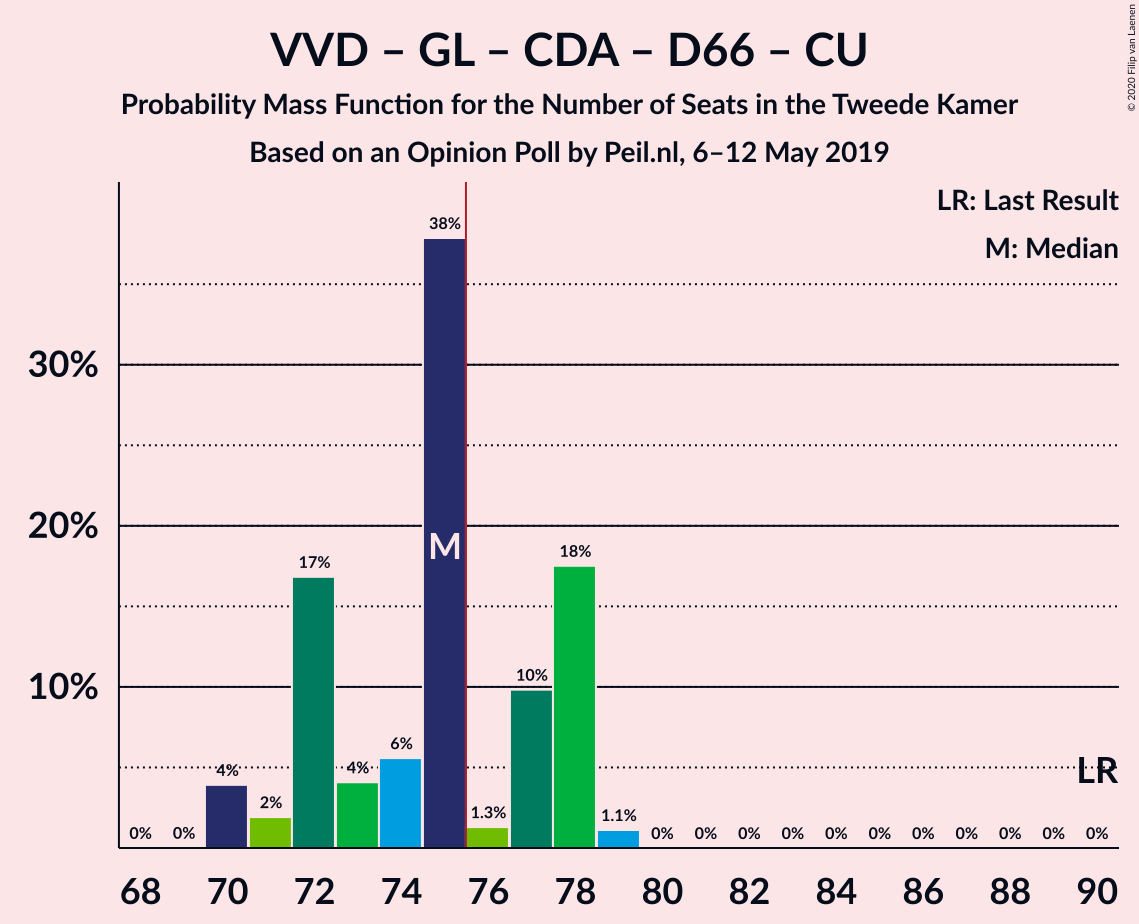 VVD – GL – CDA – D66 – CU
Probability Mass Function for the Number of Seats in the Tweede Kamer
Based on an Opinion Poll by Peil.nl, 6–12 May 2019
© 2020 Filip van Laenen
LR: Last Result
M: Median
30%
20%
10%
0% 0% 4% 2% 17% 4% 6% 38% 1.3% 10% 18% 1.1% 0% 0% 0% 0% 0% 0% 0% 0% 0% 0% 0%
M
LR
68 70 72 74 76 78 80 82 84 86 88 90